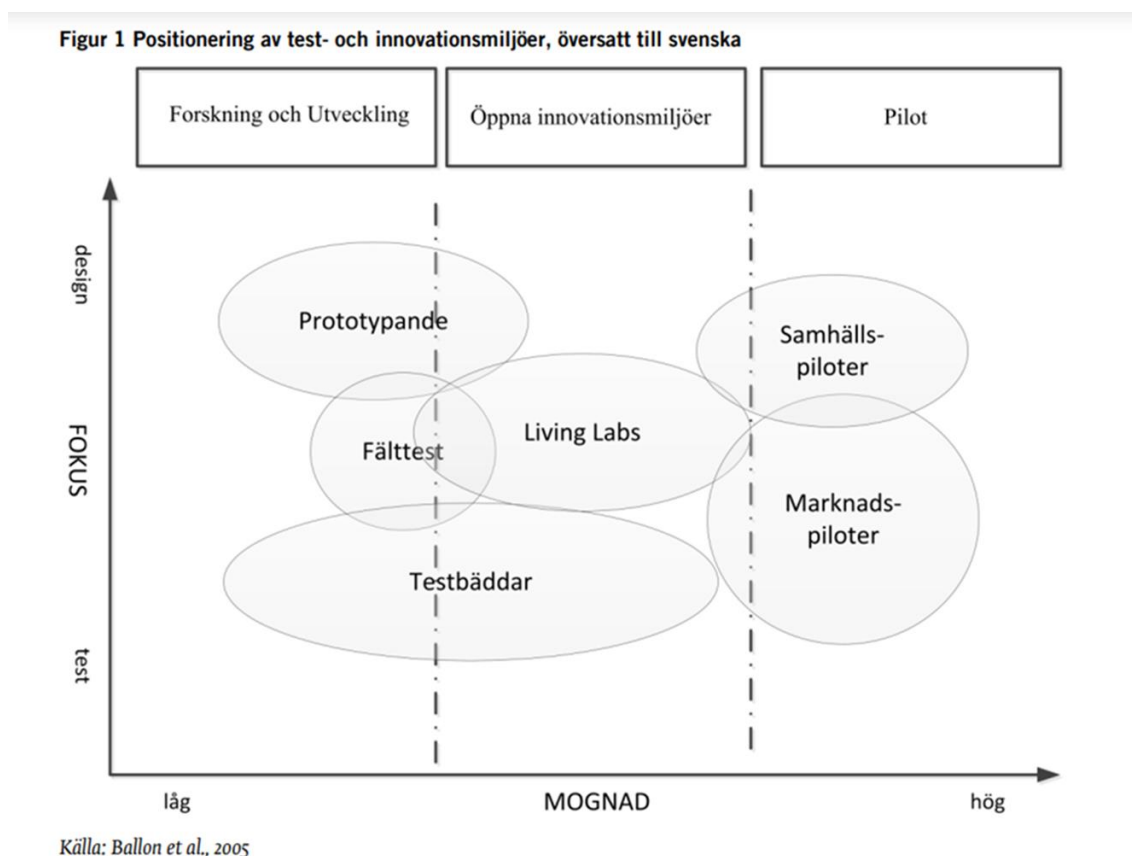 Figur 1 Positionering av test- och innovationsmiljöer, översatt till svenska
Forskning och Utveckling
Öppna innovationsmiljöer
Pilot
design
FOKUS
test
Prototypande
Samhälls-
piloter
Living Labs
Fälttest
Marknads-
piloter
Testbäddar
låg
MOGNAD
hög
Källa: Ballon et al., 2005